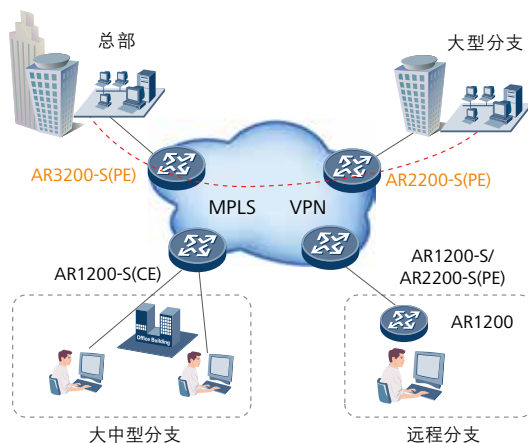 总部
大型分支
AR3200-S(PE)
AR2200-S(PE)
MPLS VPN
AR1200-S(CE)
AR1200-S/
AR2200-S(PE)
Office Building
AR1200
大中型分支
远程分支